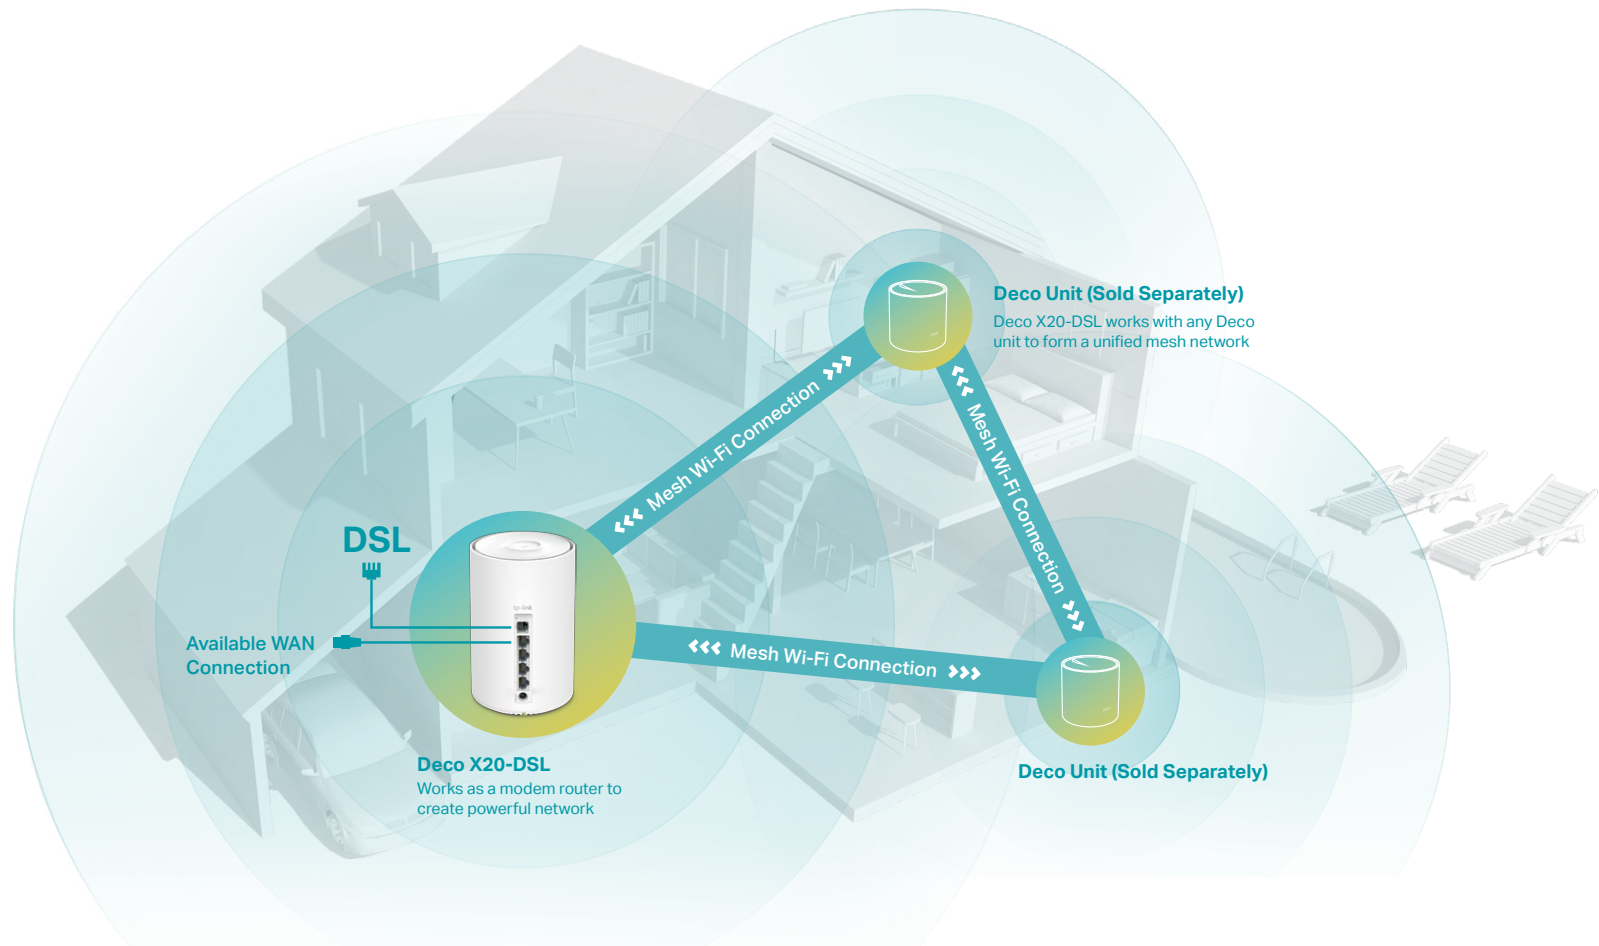 Deco Unit (Sold Separately)
Deco X20-DSL works with any Deco
unit to form a unified mesh network
Mesh Wi-Fi Connection
Mesh Wi-Fi Connection
DSL
Available WAN
Connection
tp-link
Mesh Wi-Fi Connection
Deco X20-DSL
Works as a modem router to
create powerful network
Deco Unit (Sold Separately)